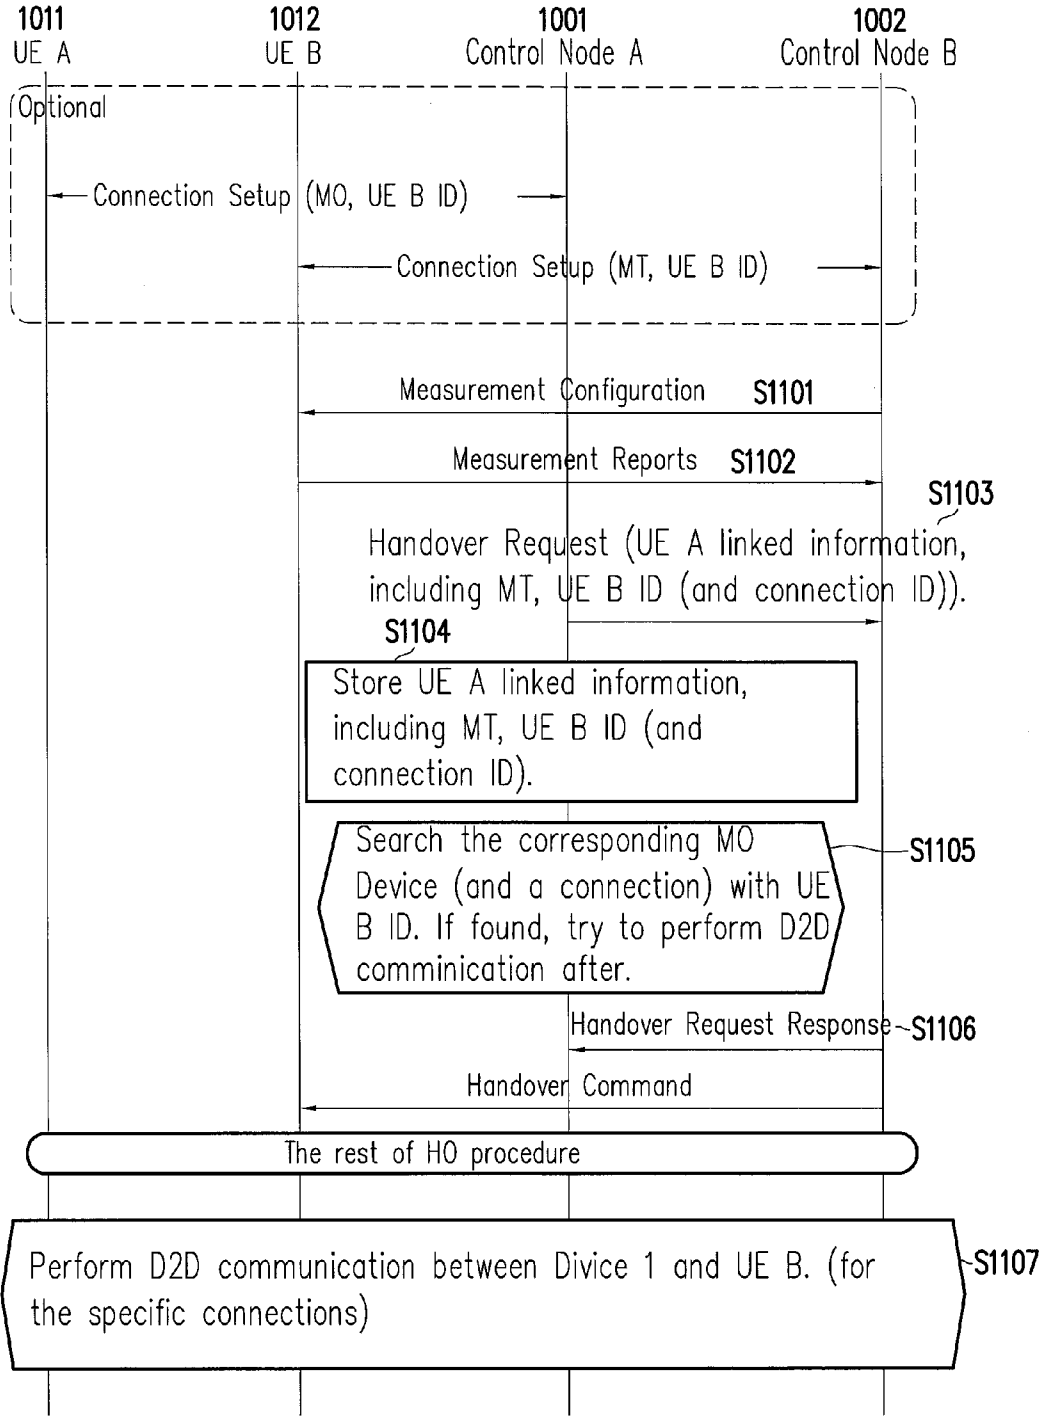 1011 1012 1001 1002
UE A UE B Control Node A Control Node B
Optional
Connection Setup (MO, UE B ID)
Connection Setup (MT, UE B ID)
Measurement Configuration S1101
Measurement Reports S1102
S1103
Handover Request (UE A linked information,
including MT, UE B ID (and connection ID)).
S1104
Store UE A linked information,
including MT, UE B ID (and
connection ID).
Search the corresponding MO
Device (and a connection) with UE
B ID. If found, try to perform D2D
comminication after.
S1105
Handover Request Response S1106
Handover Command
The rest of HO procedure
Perform D2D communication between Divice 1 and UE B. (for
the specific connections)
S1107